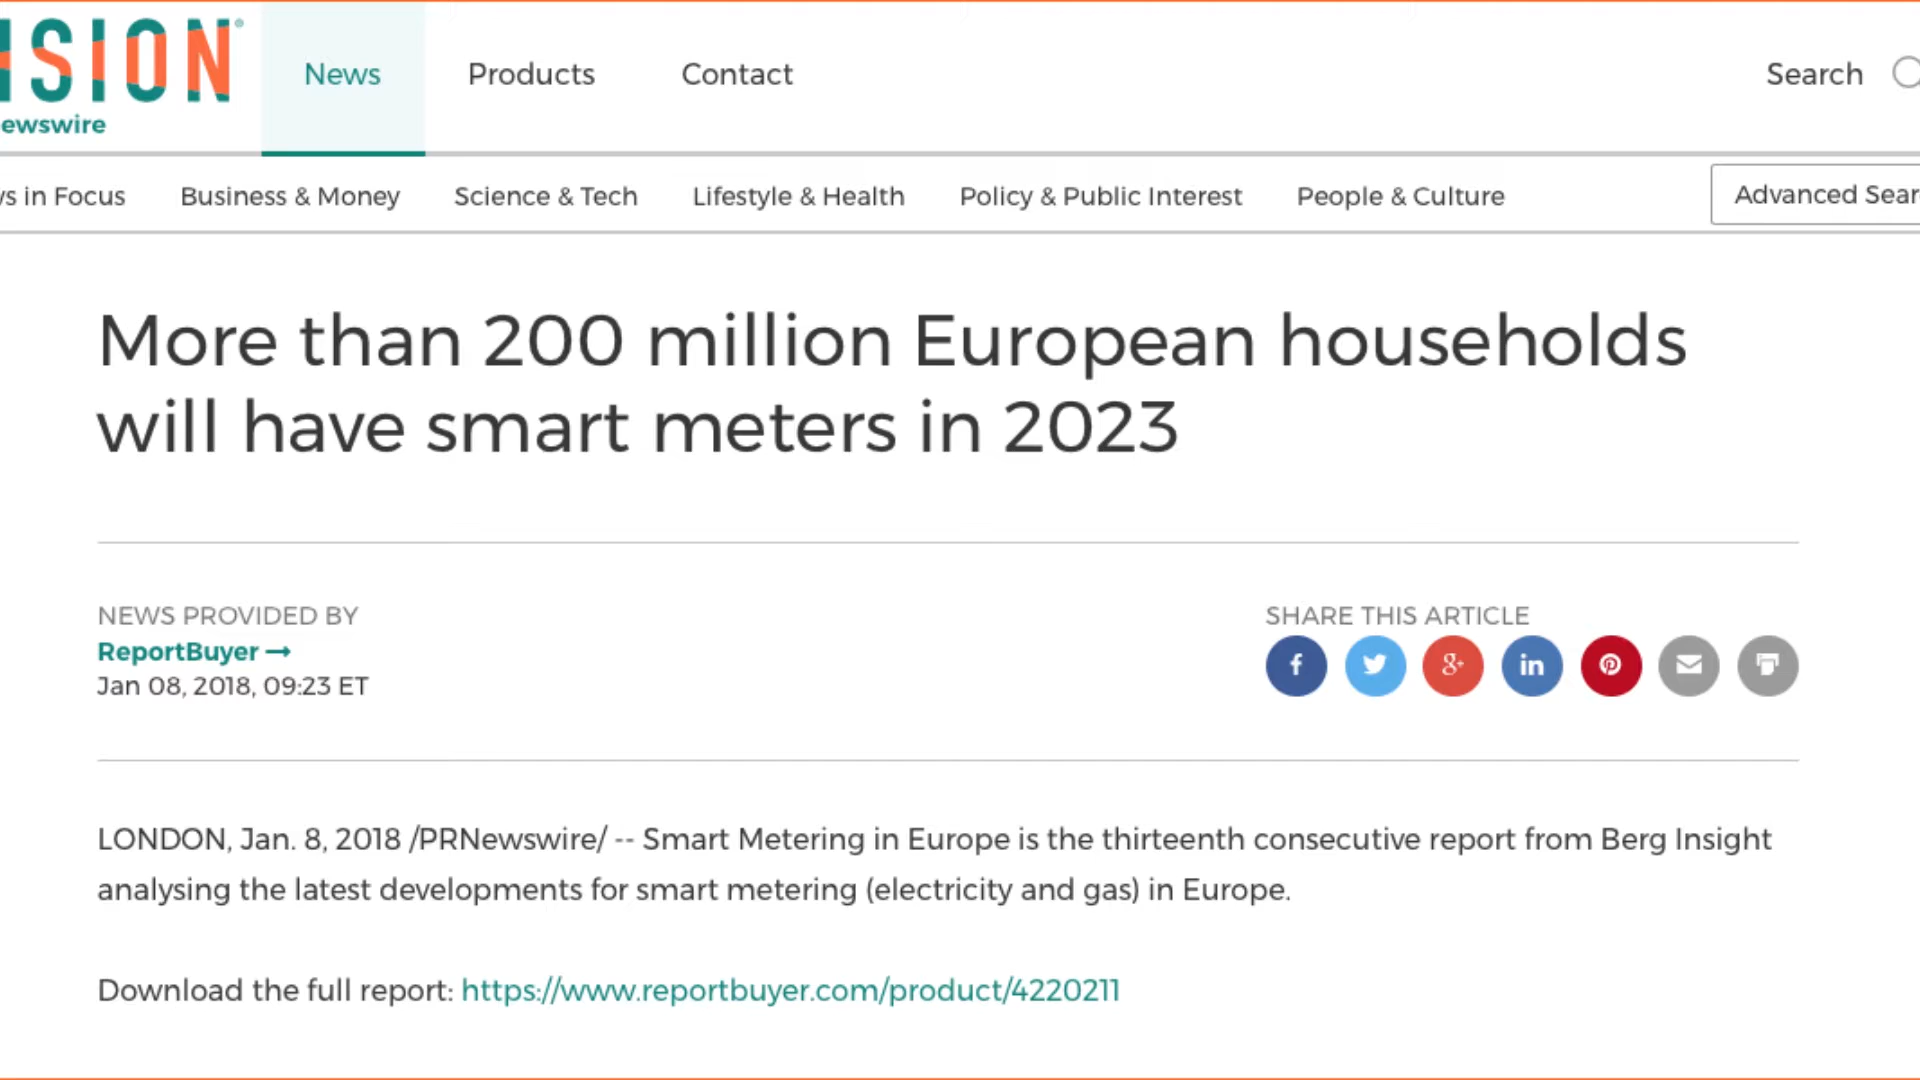 ISION®
News
Products
Contact
Search
ewswire
s in Focus
Business & Money
Science & Tech
Lifestyle & Health
Policy & Public Interest
People & Culture
Advanced Sear
More than 200 million European households
will have smart meters in 2023
NEWS PROVIDED BY
ReportBuyer →
Jan 08, 2018, 09:23 ET
SHARE THIS ARTICLE
f
8+
in
LONDON, Jan. 8, 2018 /PRNewswire/ -- Smart Metering in Europe is the thirteenth consecutive report from Berg Insight
analysing the latest developments for smart metering (electricity and gas) in Europe.
Download the full report: https://www.reportbuyer.com/product/4220211